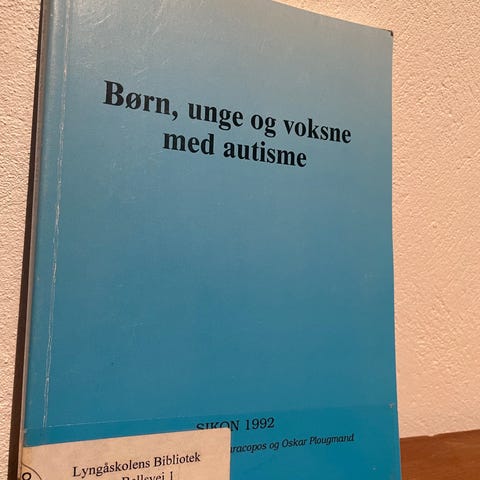 Børn, unge og voksne
med autisme
SIKON 1992
og Oskar Plougmand
Lyngåskolens Bibliotek